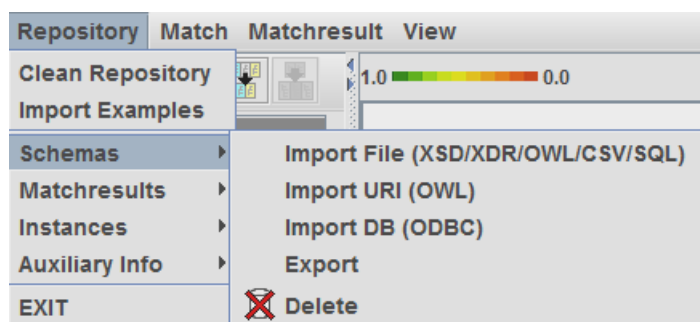 Repository Match Matchresult View
Clean Repository
1.0 0.0
Import Examples
Schemas
Import File (XSD/XDR/OWL/CSV/SQL)
Matchresults
Import URI (OWL)
Instances
Import DB (ODBC)
Auxiliary Info
Export
EXIT
Delete